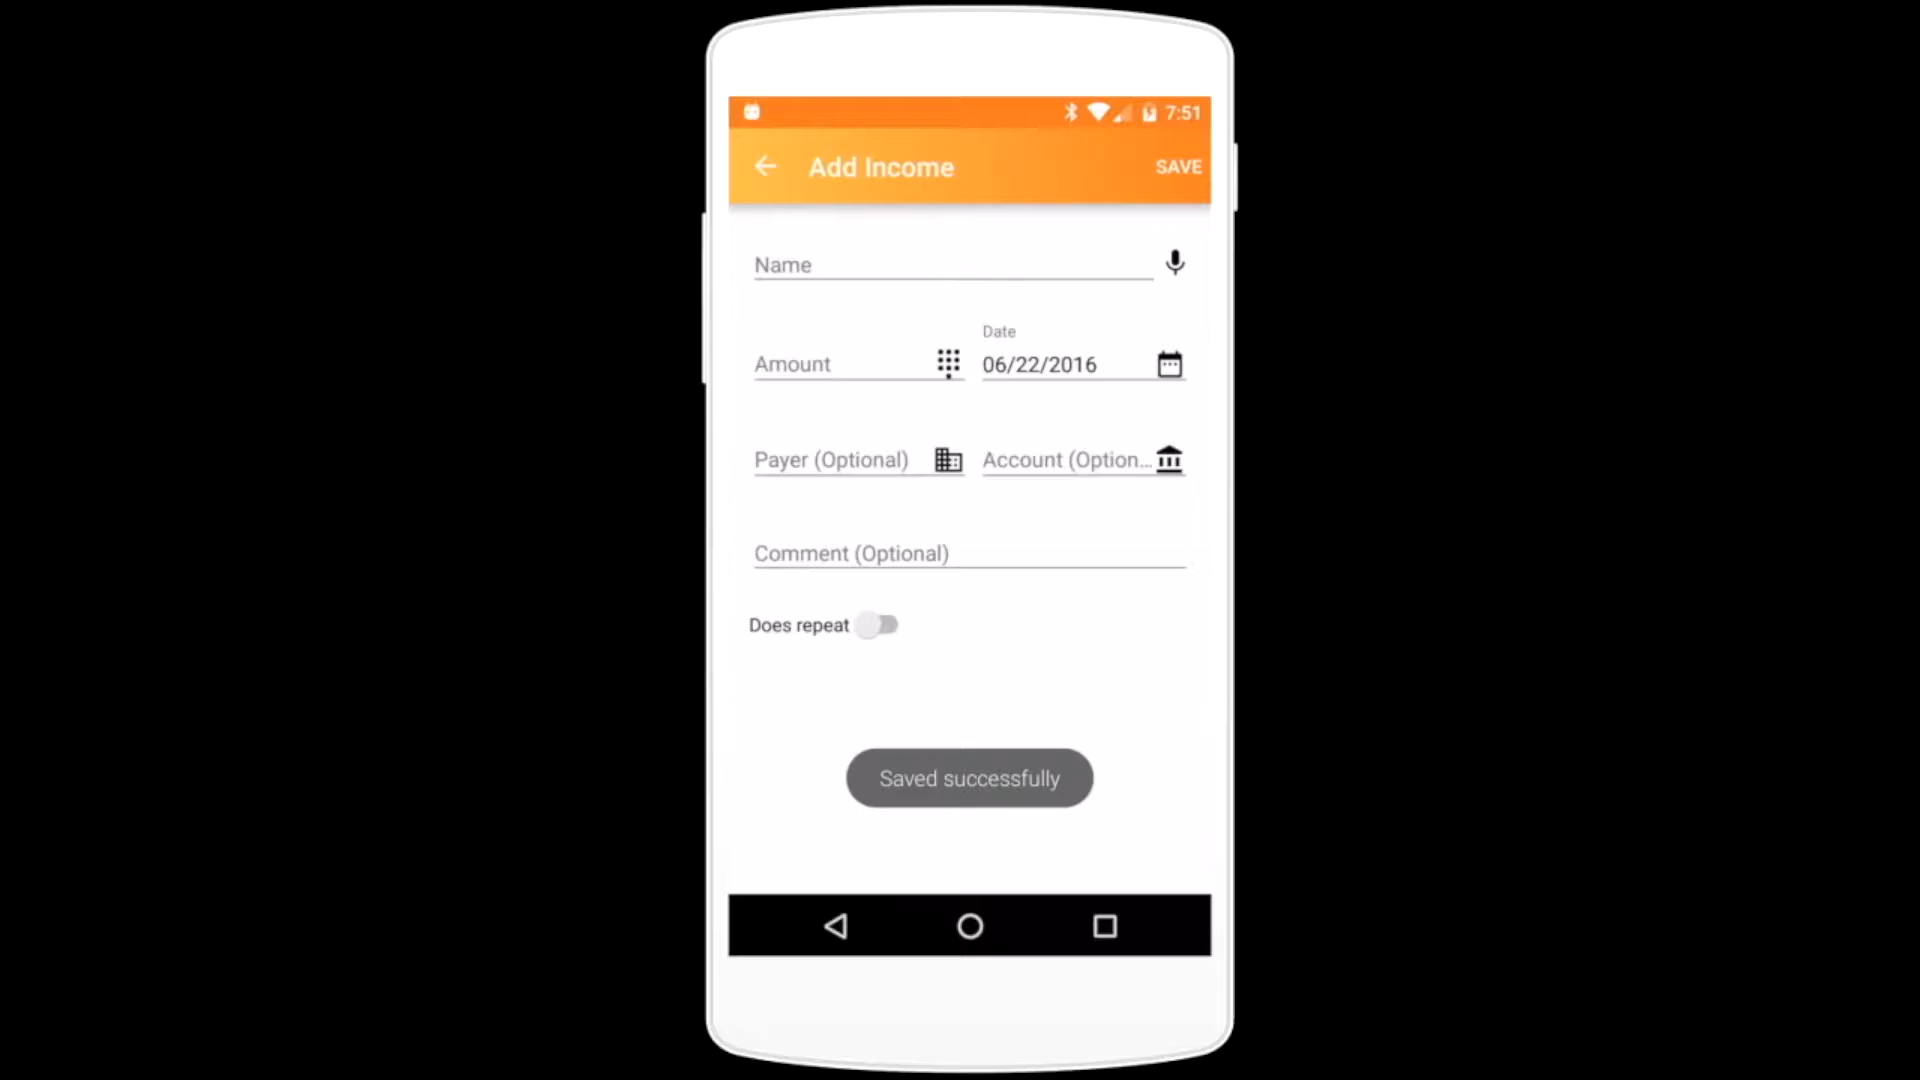 7:51
Add Income
SAVE
Name
Date
Amount
06/22/2016
Payer (Optional)
Account (Option...
Comment (Optional)
Does repeat
Saved successfully